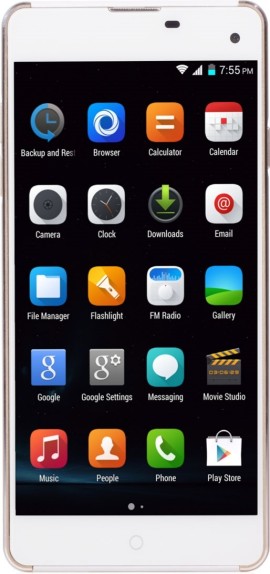 7:55 PM
Backup and Rest
Browser
Calculator
Calendar
Camera
Clock
Downloads
Email
File Manager
Flashlight
FM Radio
Gallery
g
Google
g
Google Settings
Messaging
Movie Studio
Music
People
Phone
Play Store